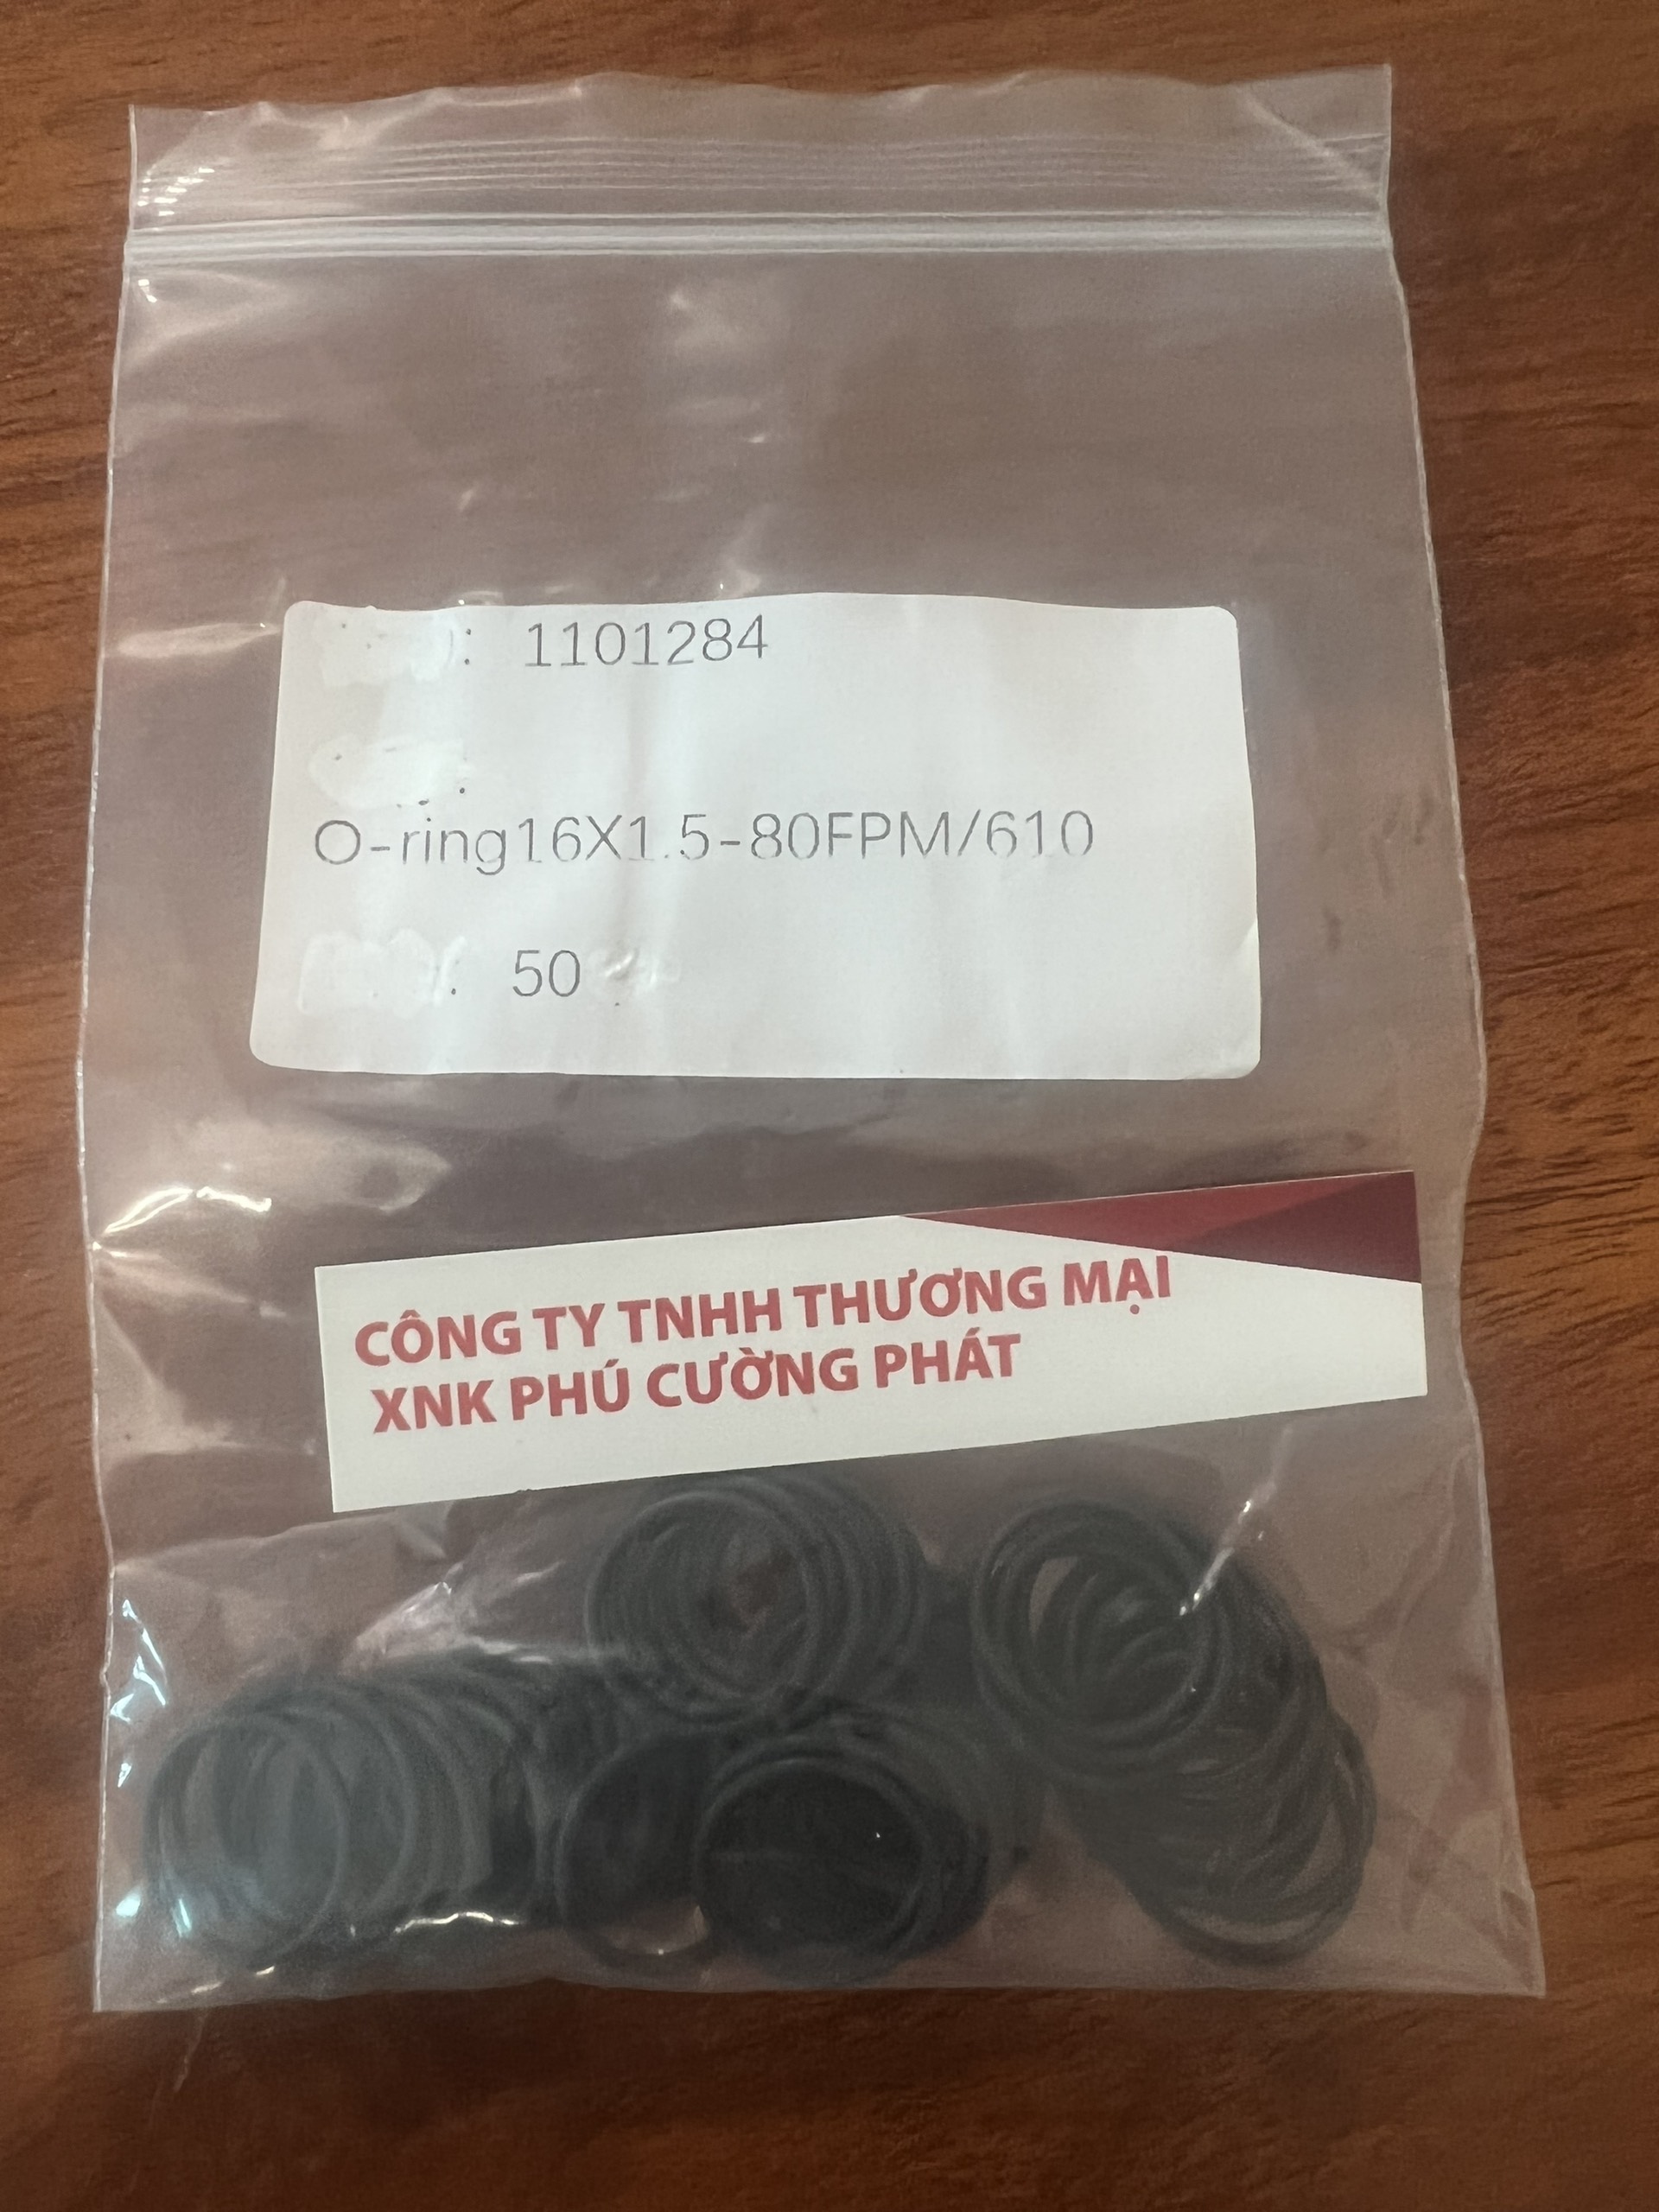 : 1101284
:
O-ring16X1.5-80FPM/610
: 50
CÔNG TY TNHH THƯƠNG MẠI
XNK PHÚ CƯỜNG PHÁT